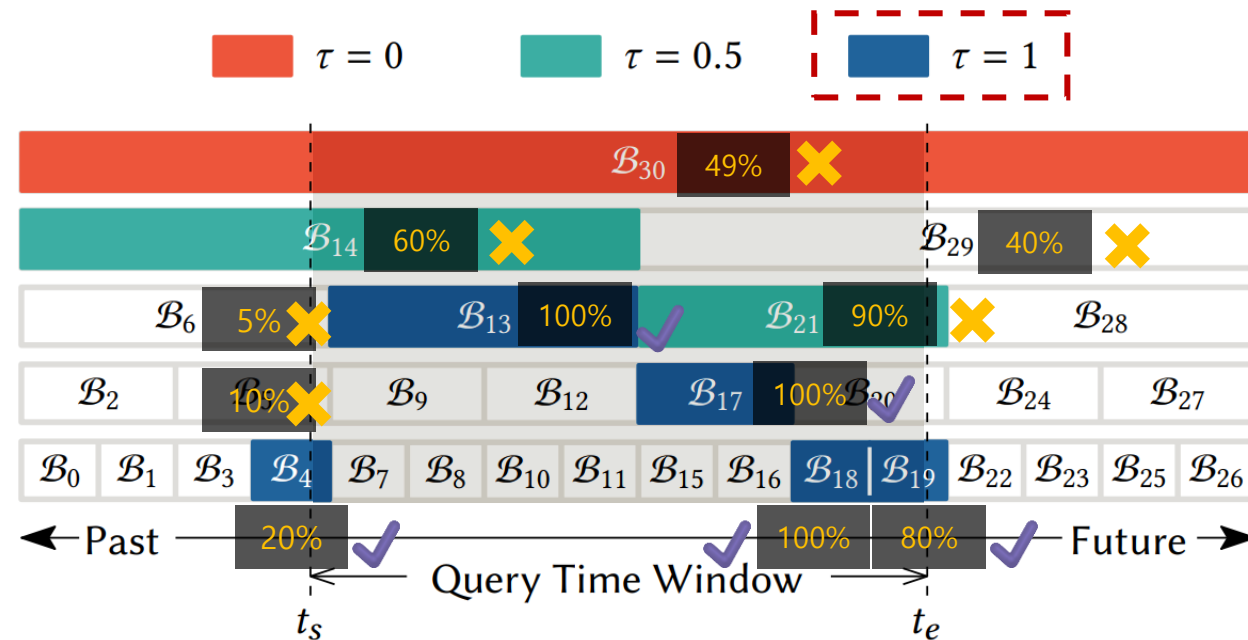 τ = 0 τ = 0.5 τ = 1
ℬ₃₀ 49%
ℬ₁₄ 60% ℬ₂₉ 40%
ℬ₆ 5% ℬ₁₃ 100% ℬ₂₁ 90% ℬ₂₈
ℬ₂ 10% ℬ₉ ℬ₁₂ ℬ₁₇ 100% ℬ₂₀ ℬ₂₄ ℬ₂₇
ℬ₀ ℬ₁ ℬ₃ ℬ₄ ℬ₇ ℬ₈ ℬ₁₀ ℬ₁₁ ℬ₁₅ ℬ₁₆ ℬ₁₈ ℬ₁₉ ℬ₂₂ ℬ₂₃ ℬ₂₅ ℬ₂₆
Past 20% 100% 80% Future
Query Time Window
tₛ tₑ